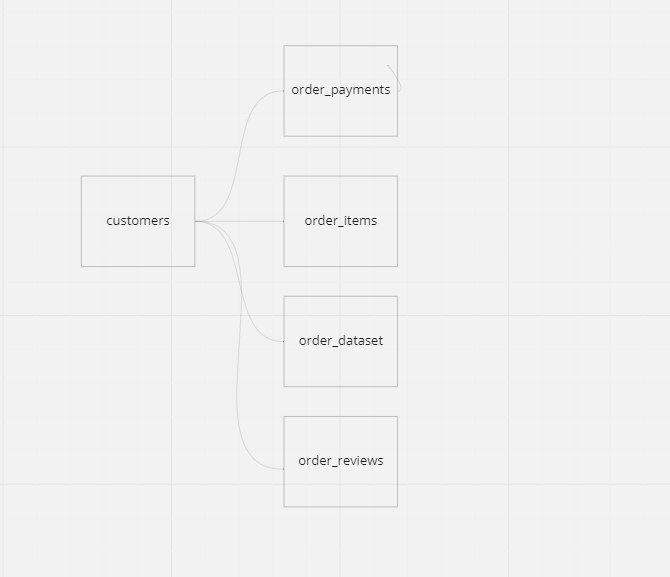 order_payments
customers
order_items
order_dataset
order_reviews